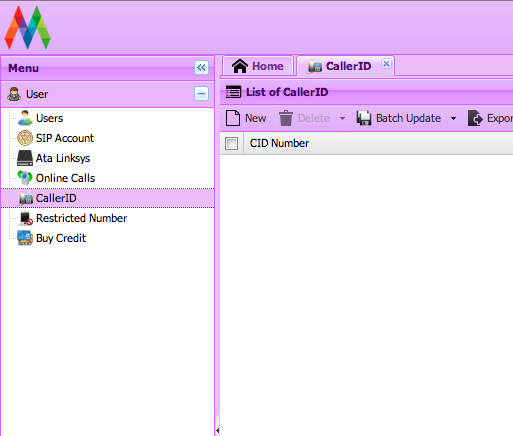 Menu
Home
CallerID
User
List of CallerID
Users
New
Delete
Batch Update
SIP Account
Ata Linksys
CID Number
Online Calls
CallerID
Restricted Number
Buy Credit